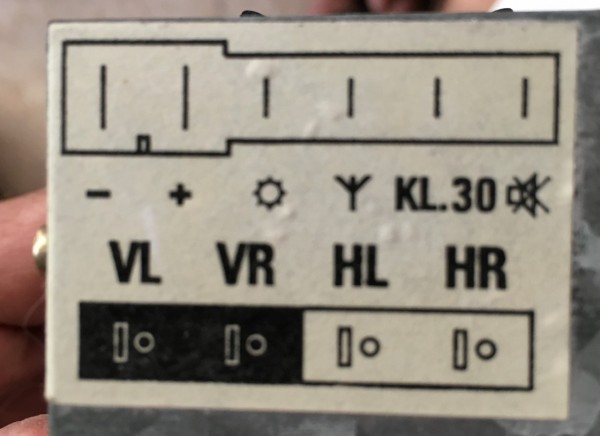 - + KL.30
VL VR HL HR